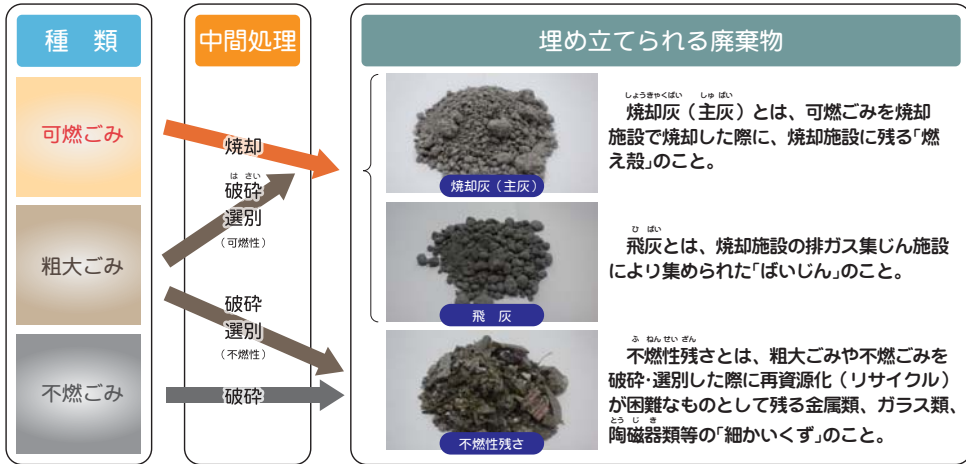 種 類
可燃ごみ
粗大ごみ
不燃ごみ
中間処理
焼却
はさい
破砕
選別
（可燃性）
破砕
選別
（不燃性）
破砕
埋め立てられる廃棄物
焼却灰（主灰）
飛 灰
不燃性残さ
しょうきゃくばい しゅばい
焼却灰（主灰）とは、可燃ごみを焼却
施設で焼却した際に、焼却施設に残る「燃
え殻」のこと。
ひばい
飛灰とは、焼却施設の排ガス集じん施設
により集められた「ばいじん」のこと。
ふねんせいざん
不燃性残さとは、粗大ごみや不燃ごみを
破砕・選別した際に再資源化（リサイクル）
が困難なものとして残る金属類、ガラス類、
とうじき
陶磁器類等の「細かいくず」のこと。